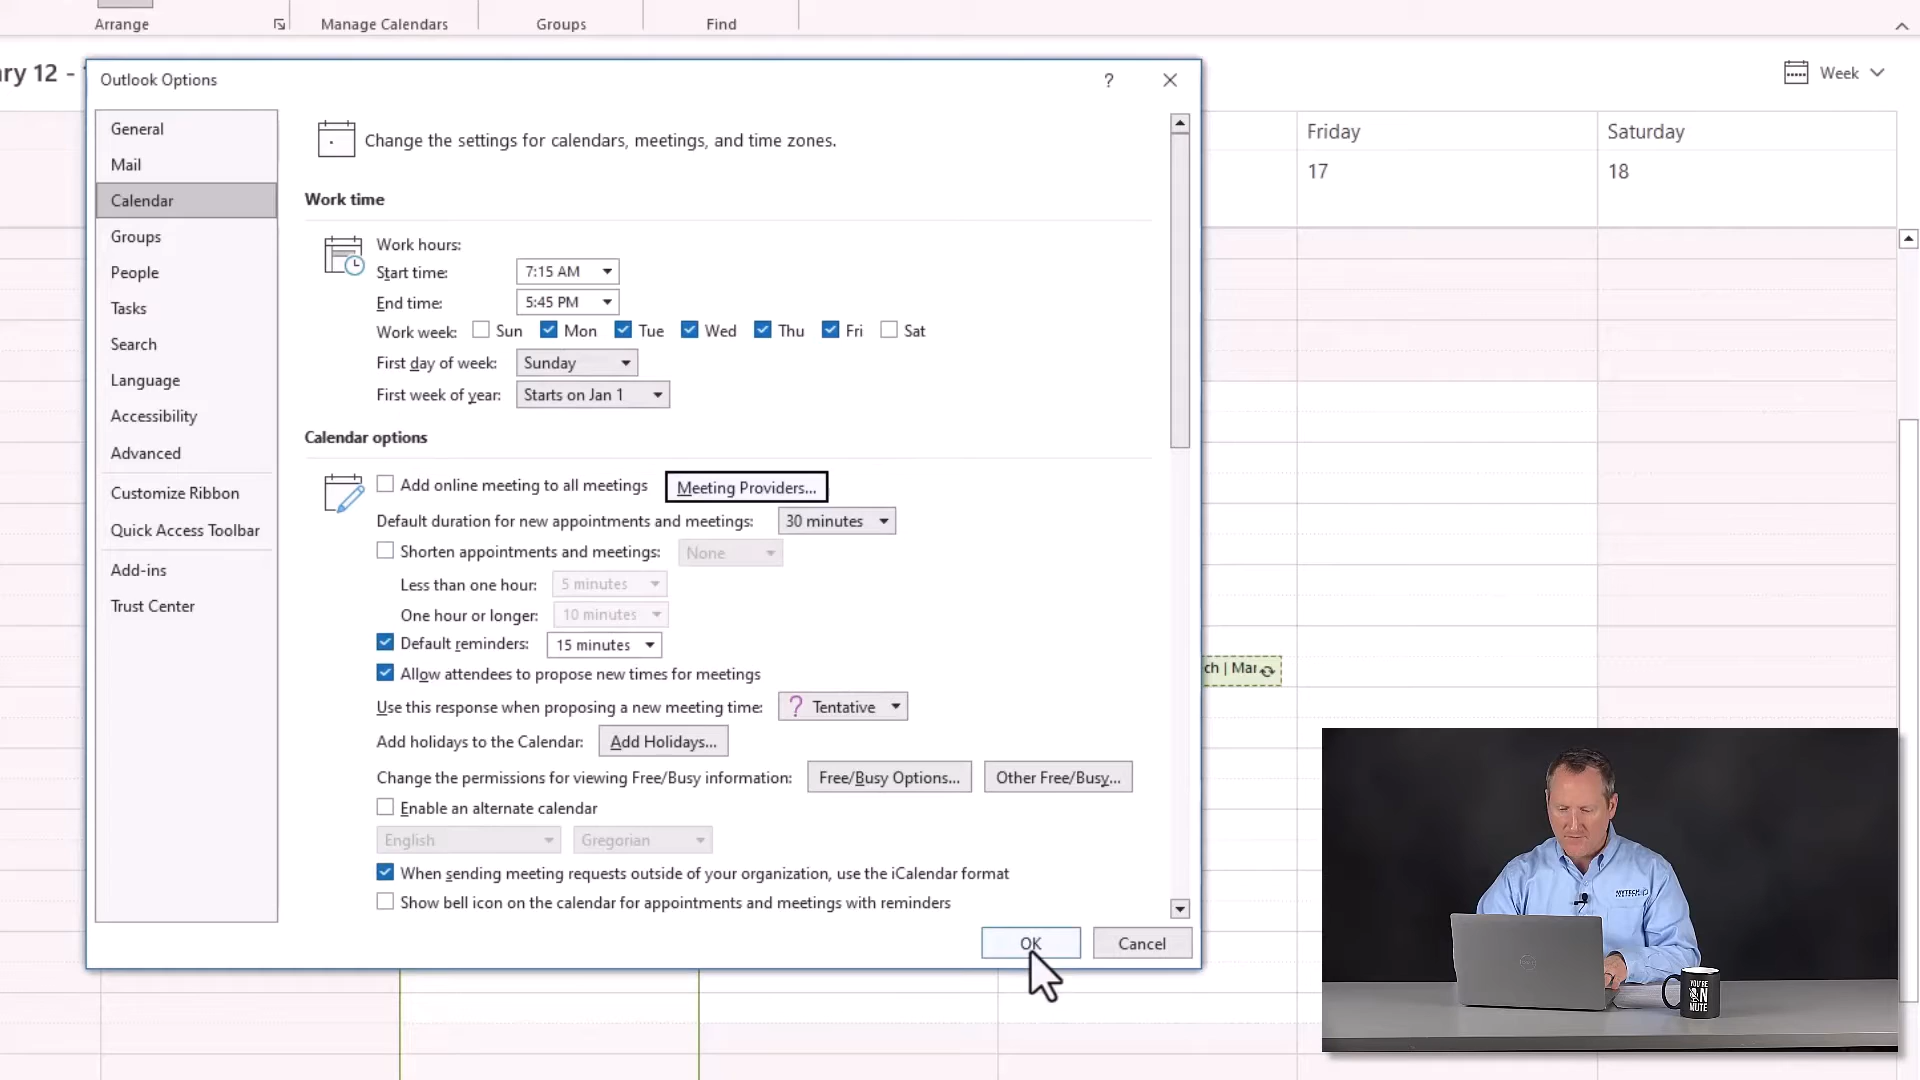 Arrange
Manage Calendars
Groups
Find
ry 12 -
Week
Outlook Options
?
Friday
Saturday
17
18
General
Mail
Calendar
Groups
People
Tasks
Search
Language
Accessibility
Advanced
Customize Ribbon
Quick Access Toolbar
Add-ins
Trust Center
Change the settings for calendars, meetings, and time zones.
Work time
Work hours:
Start time: 7:15 AM
End time: 5:45 PM
Work week: Sun Mon Tue Wed Thu Fri Sat
First day of week: Sunday
First week of year: Starts on Jan 1
Calendar options
Add online meeting to all meetings Meeting Providers...
Default duration for new appointments and meetings: 30 minutes
Shorten appointments and meetings: None
Less than one hour: 5 minutes
One hour or longer: 10 minutes
Default reminders: 15 minutes
Allow attendees to propose new times for meetings
Use this response when proposing a new meeting time: ? Tentative
Add holidays to the Calendar: Add Holidays...
Change the permissions for viewing Free/Busy information: Free/Busy Options... Other Free/Busy...
Enable an alternate calendar
English Gregorian
When sending meeting requests outside of your organization, use the iCalendar format
Show bell icon on the calendar for appointments and meetings with reminders
OK Cancel
ch | Mar
MYTECH
YOU'RE
ON
MUTE